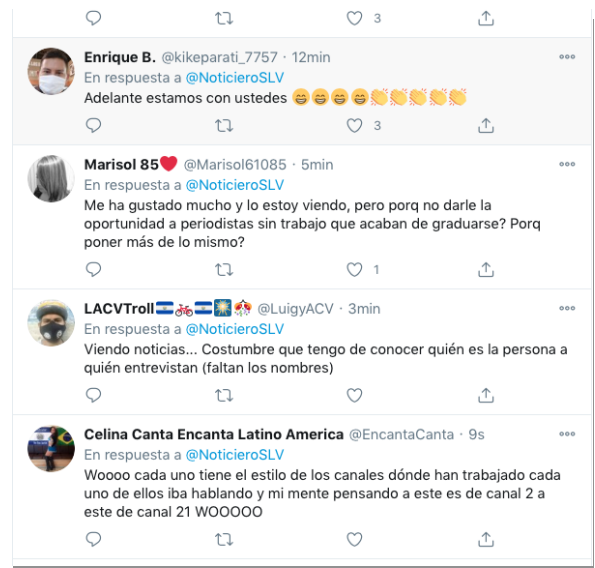 3
Enrique B. @kikeparati_7757 · 12min
En respuesta a @NoticieroSLV
Adelante estamos con ustedes 😁😁😁😁👏👏👏👏👏
3
Marisol 85❤️ @Marisol61085 · 5min
En respuesta a @NoticieroSLV
Me ha gustado mucho y lo estoy viendo, pero porq no darle la
oportunidad a periodistas sin trabajo que acaban de graduarse? Porq
poner más de lo mismo?
1
LACVTroll🇸🇻🚲🇸🇻 @LuigyACV · 3min
En respuesta a @NoticieroSLV
Viendo noticias... Costumbre que tengo de conocer quién es la persona a
quién entrevistan (faltan los nombres)
Celina Canta Encanta Latino America @EncantaCanta · 9s
En respuesta a @NoticieroSLV
Woooo cada uno tiene el estilo de los canales dónde han trabajado cada
uno de ellos iba hablando y mi mente pensando a este es de canal 2 a
este de canal 21 WOOOOO